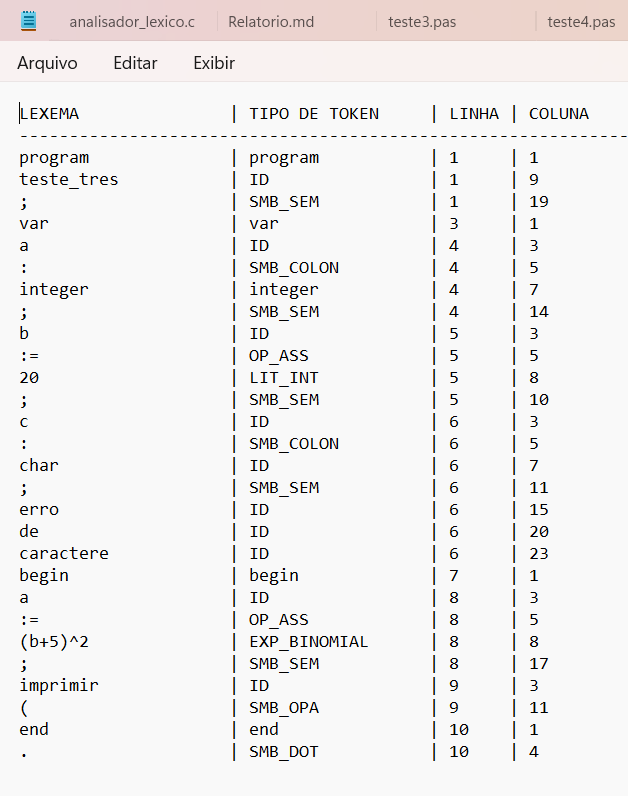 analisador_lexico.c Relatorio.md teste3.pas teste4.pas
Arquivo Editar Exibir
LEXEMA | TIPO DE TOKEN | LINHA | COLUNA
-------------------------------------------------------------
program | program | 1 | 1
teste_tres | ID | 1 | 9
; | SMB_SEM | 1 | 19
var | var | 3 | 1
a | ID | 4 | 3
: | SMB_COLON | 4 | 5
integer | integer | 4 | 7
; | SMB_SEM | 4 | 14
b | ID | 5 | 3
:= | OP_ASS | 5 | 5
20 | LIT_INT | 5 | 8
; | SMB_SEM | 5 | 10
c | ID | 6 | 3
: | SMB_COLON | 6 | 5
char | ID | 6 | 7
; | SMB_SEM | 6 | 11
erro | ID | 6 | 15
de | ID | 6 | 20
caractere | ID | 6 | 23
begin | begin | 7 | 1
a | ID | 8 | 3
:= | OP_ASS | 8 | 5
(b+5)^2 | EXP_BINOMIAL | 8 | 8
; | SMB_SEM | 8 | 17
imprimir | ID | 9 | 3
( | SMB_OPA | 9 | 11
end | end | 10 | 1
. | SMB_DOT | 10 | 4